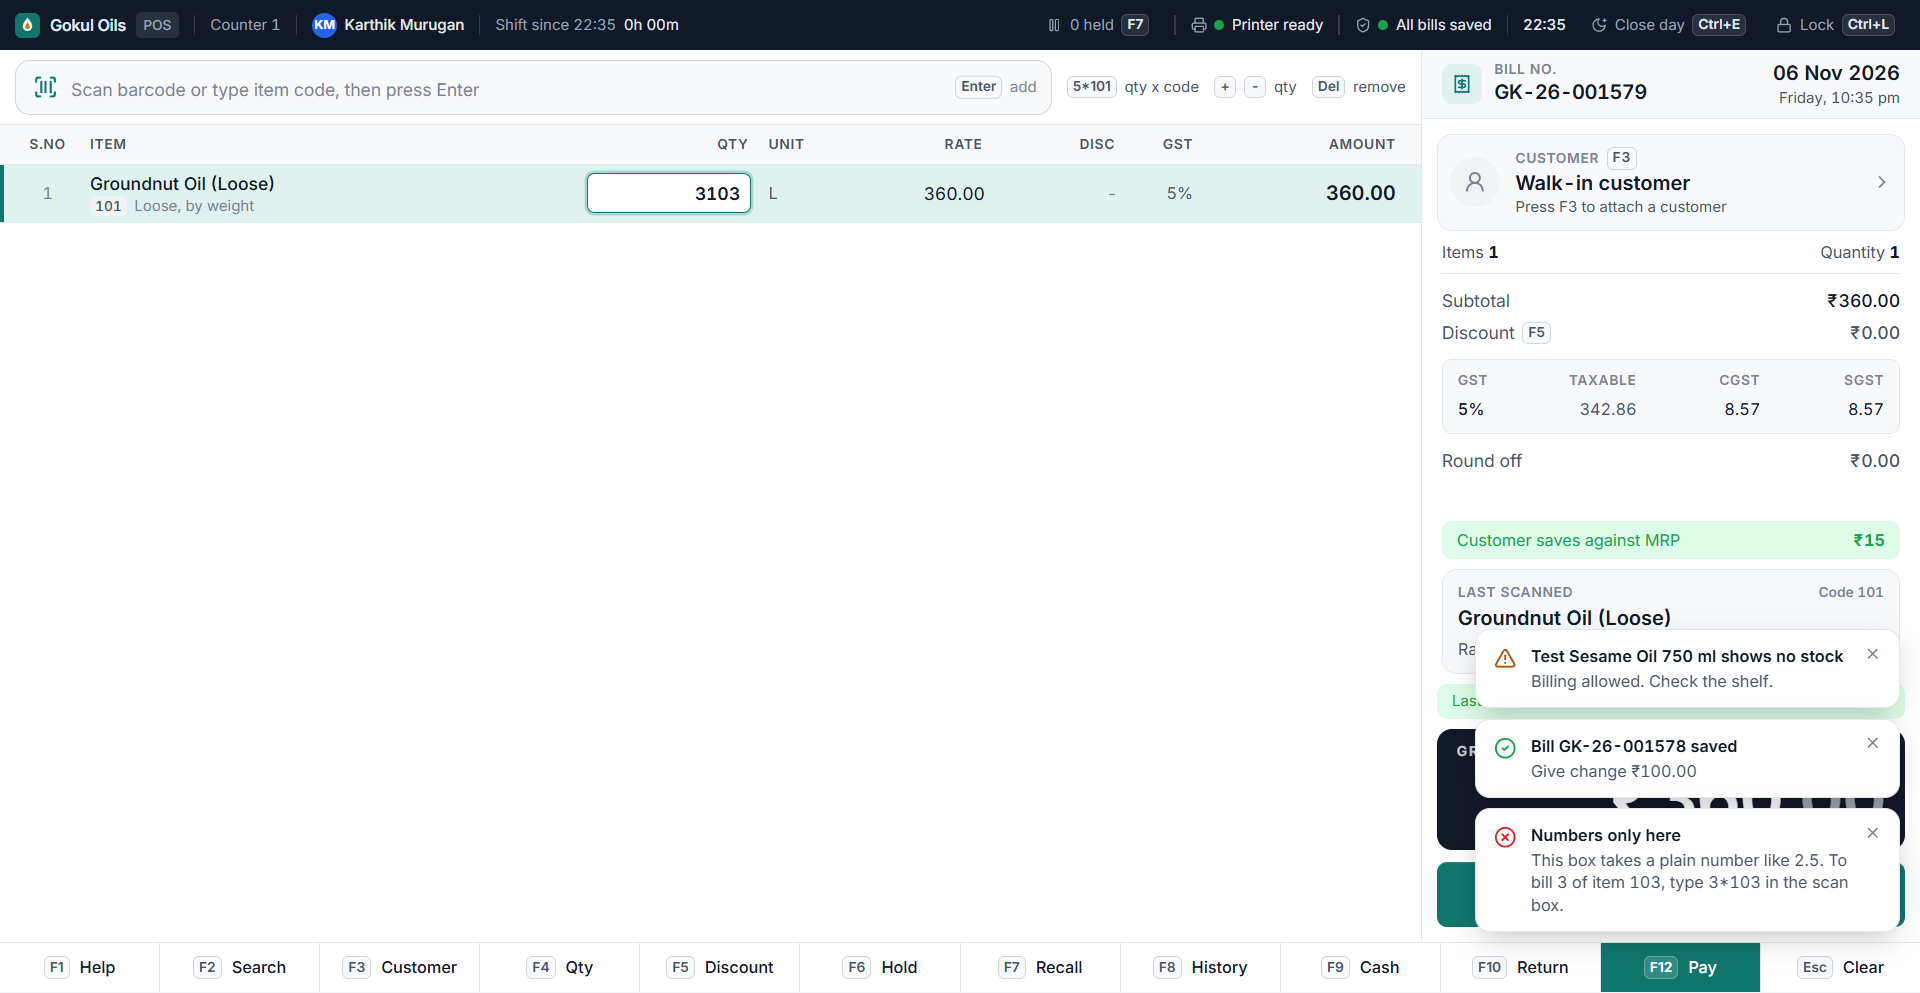 Gokul Oils POS Counter 1 KM Karthik Murugan Shift since 22:35 0h 00m 0 held F7 Printer ready All bills saved 22:35 Close day Ctrl+E Lock Ctrl+L
Scan barcode or type item code, then press Enter Enter add 5*101 qty x code + - qty Del remove
BILL NO.
GK-26-001579
06 Nov 2026
Friday, 10:35 pm
S.NO ITEM QTY UNIT RATE DISC GST AMOUNT
1 Groundnut Oil (Loose) 3103 L 360.00 - 5% 360.00
101 Loose, by weight
CUSTOMER F3
Walk-in customer
Press F3 to attach a customer
Items 1 Quantity 1
Subtotal ₹360.00
Discount F5 ₹0.00
GST TAXABLE CGST SGST
5% 342.86 8.57 8.57
Round off ₹0.00
Customer saves against MRP ₹15
LAST SCANNED Code 101
Groundnut Oil (Loose)
Test Sesame Oil 750 ml shows no stock
Billing allowed. Check the shelf.
Bill GK-26-001578 saved
Give change ₹100.00
Numbers only here
This box takes a plain number like 2.5. To
bill 3 of item 103, type 3*103 in the scan
box.
F1 Help F2 Search F3 Customer F4 Qty F5 Discount F6 Hold F7 Recall F8 History F9 Cash F10 Return F12 Pay Esc Clear